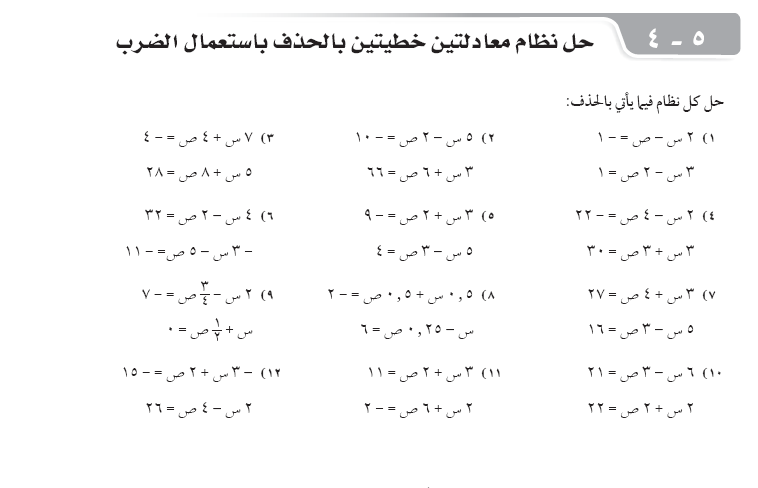 ٥ - ٤ حل نظام معادلتين خطيتين بالحذف باستعمال الضرب
حل كل نظام فيما يأتي بالحذف:
١) ٢ س – ص = – ١
٣ س – ٢ ص = ١
٢) ٥ س – ٢ ص = – ١٠
٣ س + ٦ ص = ٦٦
٣) ٧ س + ٤ ص = – ٤
٥ س + ٨ ص = ٢٨
٤) ٢ س – ٤ ص = – ٢٢
٣ س + ٣ ص = ٣٠
٥) ٣ س + ٢ ص = – ٩
٥ س – ٣ ص = ٤
٦) ٤ س – ٢ ص = ٣٢
– ٣ س – ٥ ص = – ١١
٧) ٣ س + ٤ ص = ٢٧
٥ س – ٣ ص = ١٦
٨) ٠,٥ س + ٠,٥ ص = – ٢
س – ٠,٢٥ ص = ٦
٩) ٢ س – ٣/٤ ص = – ٧
س + ١/٢ ص = ٠
١٠) ٦ س – ٣ ص = ٢١
٢ س + ٢ ص = ٢٢
١١) ٣ س + ٢ ص = ١١
٢ س + ٦ ص = – ٢
١٢) – ٣ س + ٢ ص = – ١٥
٢ س – ٤ ص = ٢٦